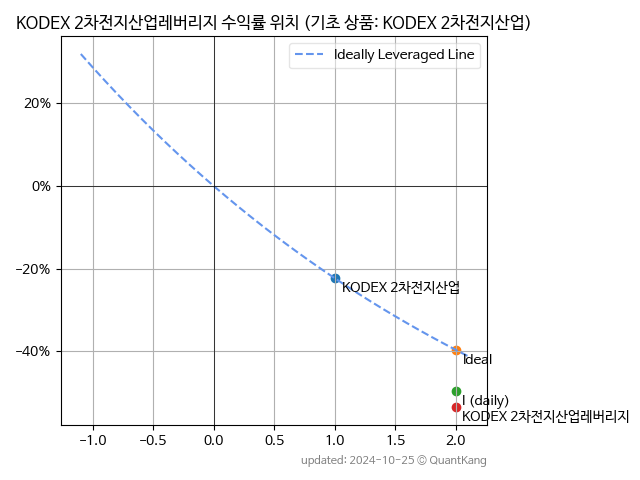 KODEX 2차전지산업레버리지 수익률 위치 (기초 상품: KODEX 2차전지산업)
Ideally Leveraged Line
20%
0%
−20%
−40%
KODEX 2차전지산업
Ideal
I (daily)
KODEX 2차전지산업레버리지
−1.0 −0.5 0.0 0.5 1.0 1.5 2.0
updated: 2024-10-25 © QuantKang